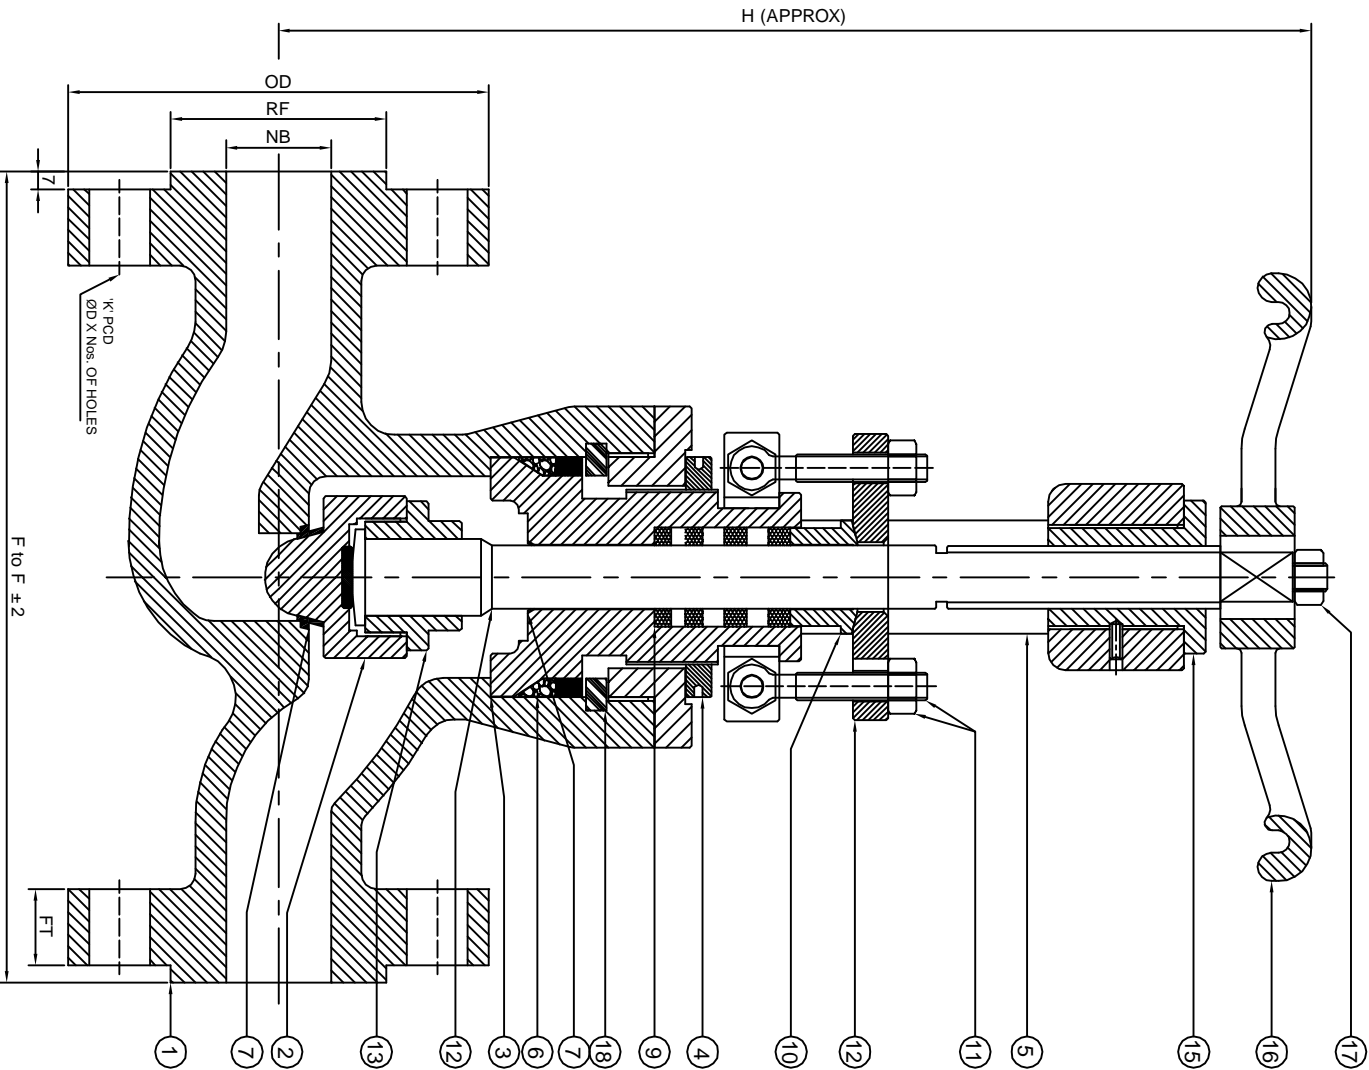 H (APPROX)
OD
RF
NB
7
'K' PCD
ØD X Nos. OF HOLES
F to F ± 2
FT
1
7
2
13
12
3
6
7
18
9
4
10
12
11
5
15
16
17